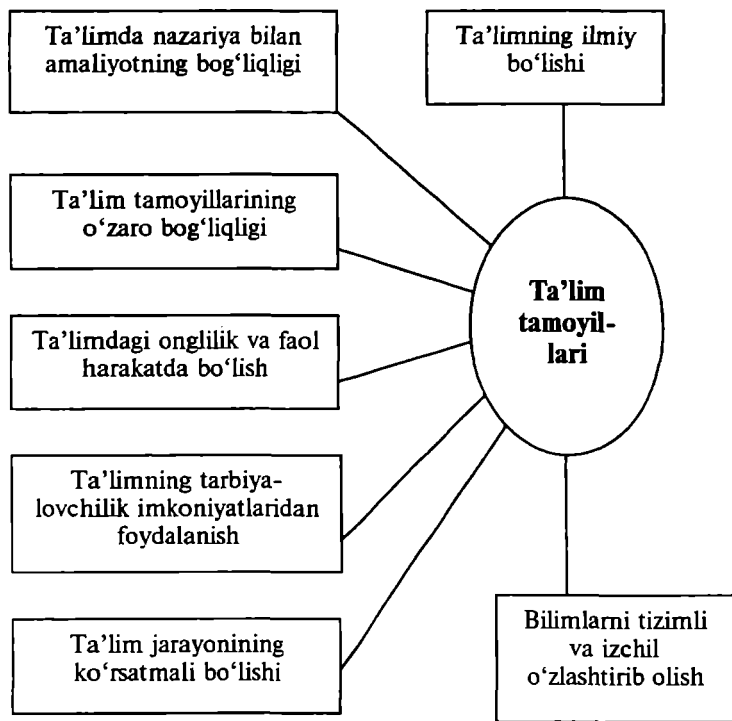 Ta’limda nazariya bilan
amaliyotning bog‘liqligi
Ta’limning ilmiy
bo‘lishi
Ta’lim tamoyillarining
o‘zaro bog‘liqligi
Ta’lim
tamoyil-
lari
Ta’limdagi onglilik va faol
harakatda bo‘lish
Ta’limning tarbiya-
lovchilik imkoniyatlaridan
foydalanish
Ta’lim jarayonining
ko‘rsatmali bo‘lishi
Bilimlarni tizimli
va izchil
o‘zlashtirib olish